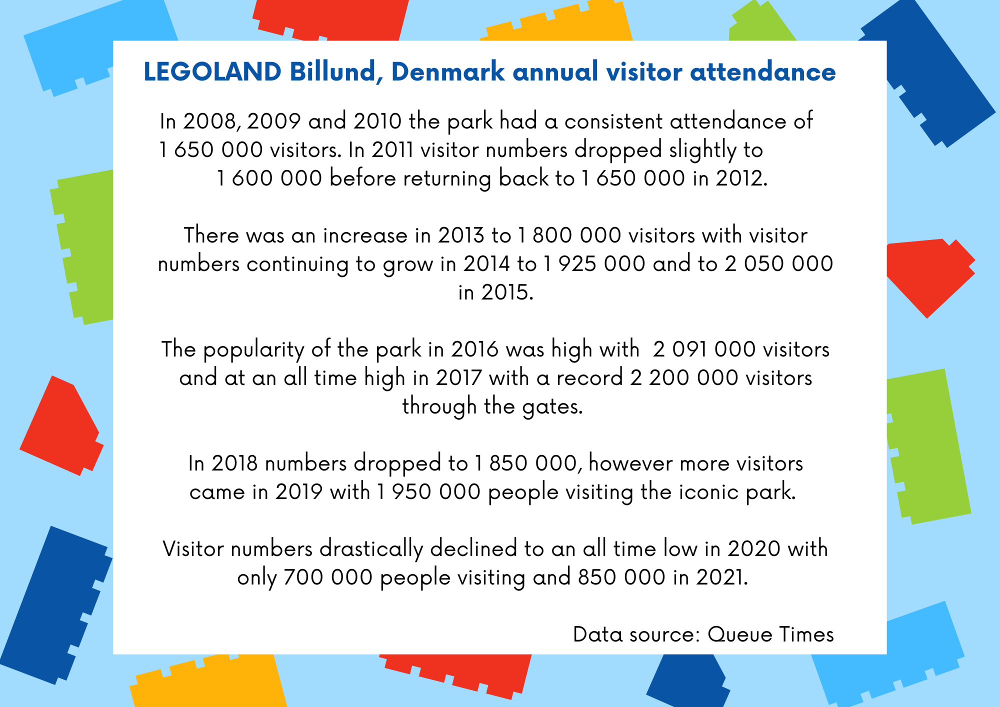 LEGOLAND Billund, Denmark annual visitor attendance
In 2008, 2009 and 2010 the park had a consistent attendance of
1 650 000 visitors. In 2011 visitor numbers dropped slightly to
1 600 000 before returning back to 1 650 000 in 2012.
There was an increase in 2013 to 1 800 000 visitors with visitor
numbers continuing to grow in 2014 to 1 925 000 and to 2 050 000
in 2015.
The popularity of the park in 2016 was high with 2 091 000 visitors
and at an all time high in 2017 with a record 2 200 000 visitors
through the gates.
In 2018 numbers dropped to 1 850 000, however more visitors
came in 2019 with 1 950 000 people visiting the iconic park.
Visitor numbers drastically declined to an all time low in 2020 with
only 700 000 people visiting and 850 000 in 2021.
Data source: Queue Times